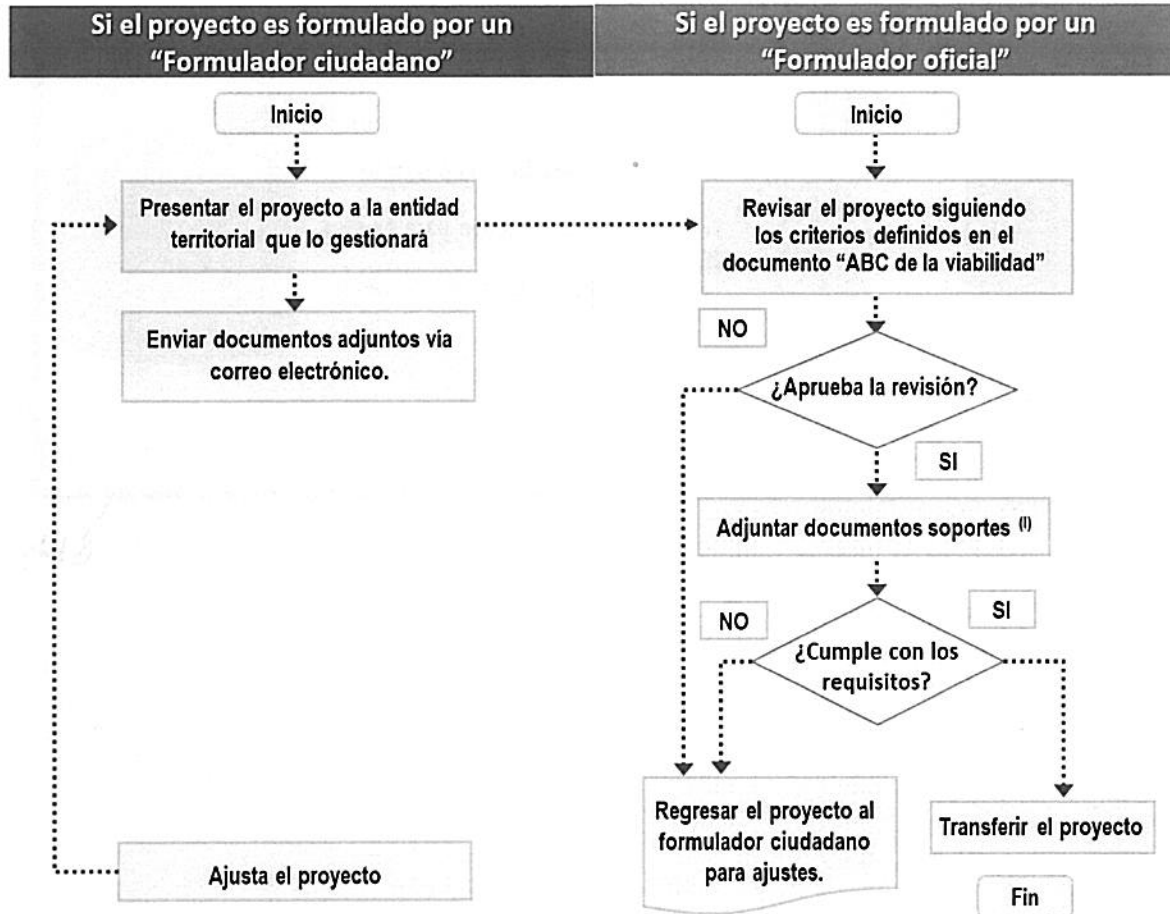 Si el proyecto es formulado por un
“Formulador ciudadano”
Inicio
Presentar el proyecto a la entidad
territorial que lo gestionará
Enviar documentos adjuntos vía
correo electrónico.
Ajusta el proyecto
Si el proyecto es formulado por un
“Formulador oficial”
Inicio
Revisar el proyecto siguiendo
los criterios definidos en el
documento “ABC de la viabilidad”
NO
¿Aprueba la revisión?
SI
Adjuntar documentos soportes (I)
NO
SI
¿Cumple con los
requisitos?
Regresar el proyecto al
formulador ciudadano
para ajustes.
Transferir el proyecto
Fin